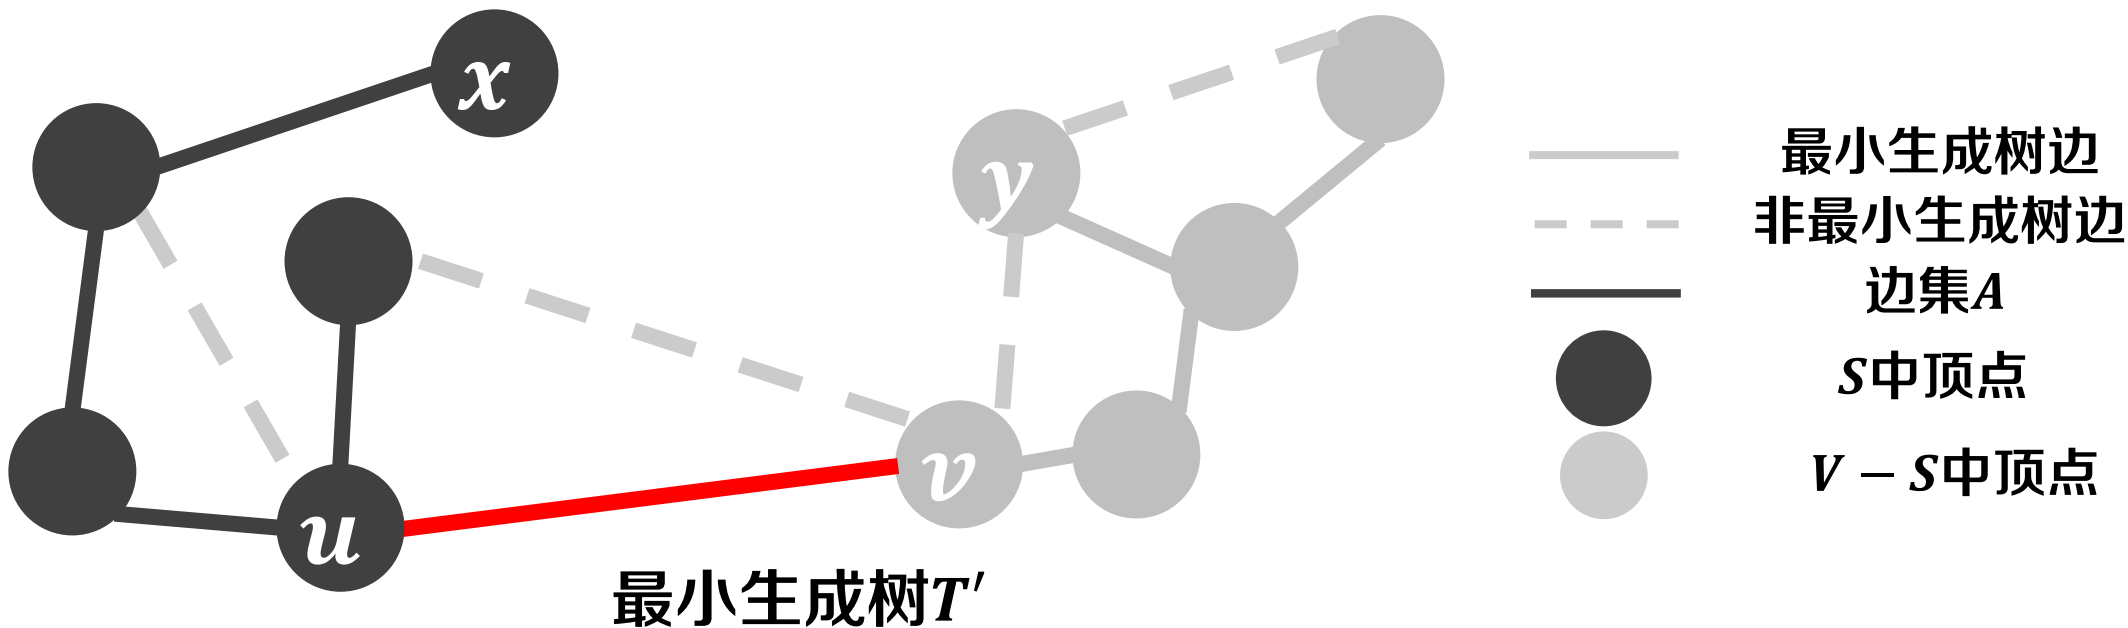 x
y
v
u
最小生成树T′
最小生成树边
非最小生成树边
边集A
S中顶点
V − S中顶点